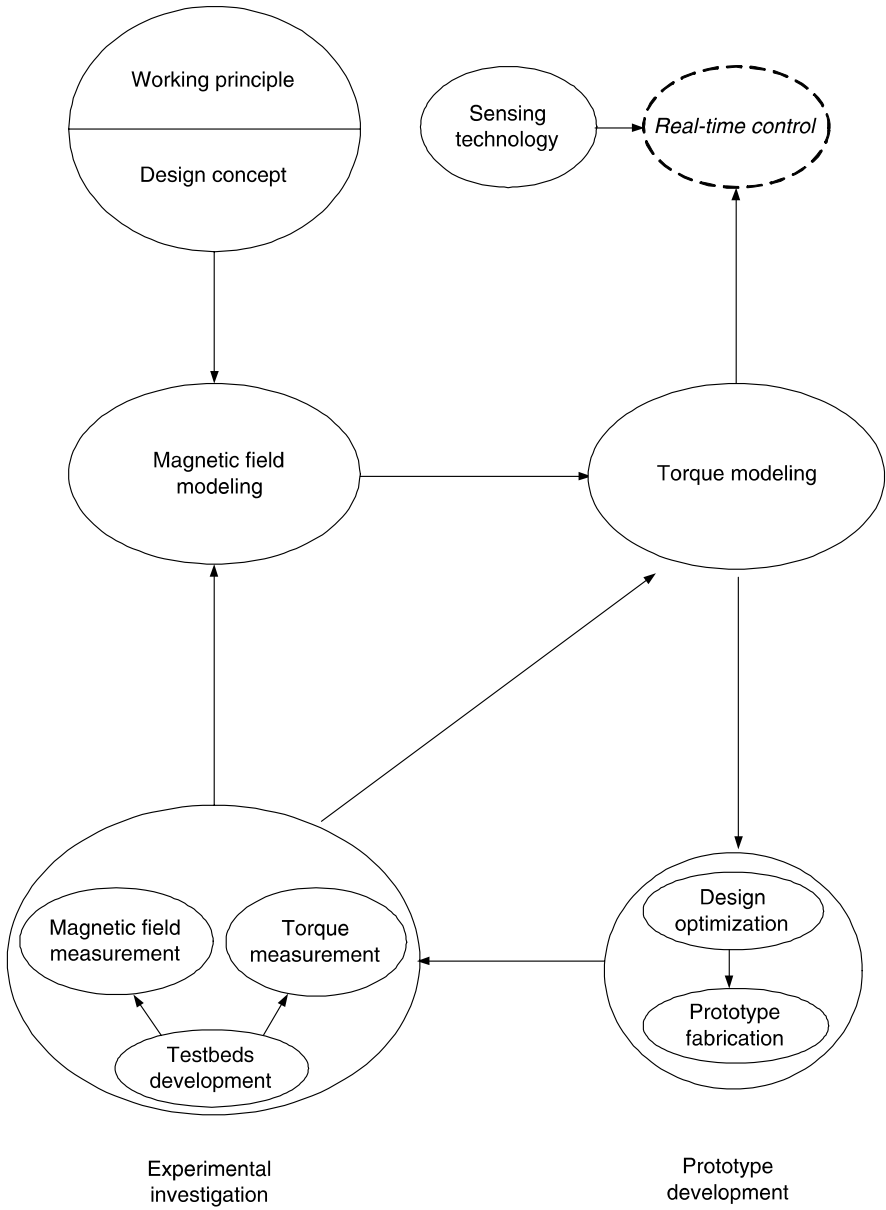 Working principle
Design concept
Sensing
technology
Real-time control
Magnetic field
modeling
Torque modeling
Magnetic field
measurement
Torque
measurement
Testbeds
development
Design
optimization
Prototype
fabrication
Experimental
investigation
Prototype
development